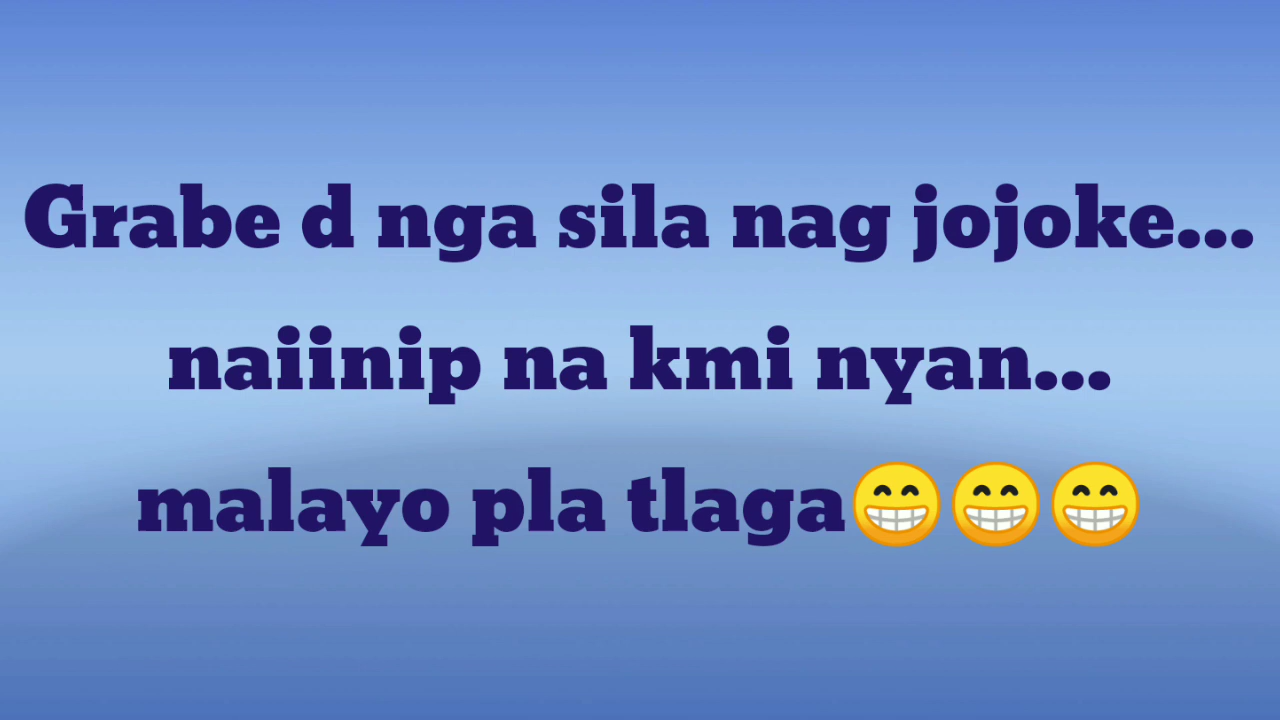 Grabe d nga sila nag jojoke...
naiinip na kmi nyan...
malayo pla tlaga😁😁😁